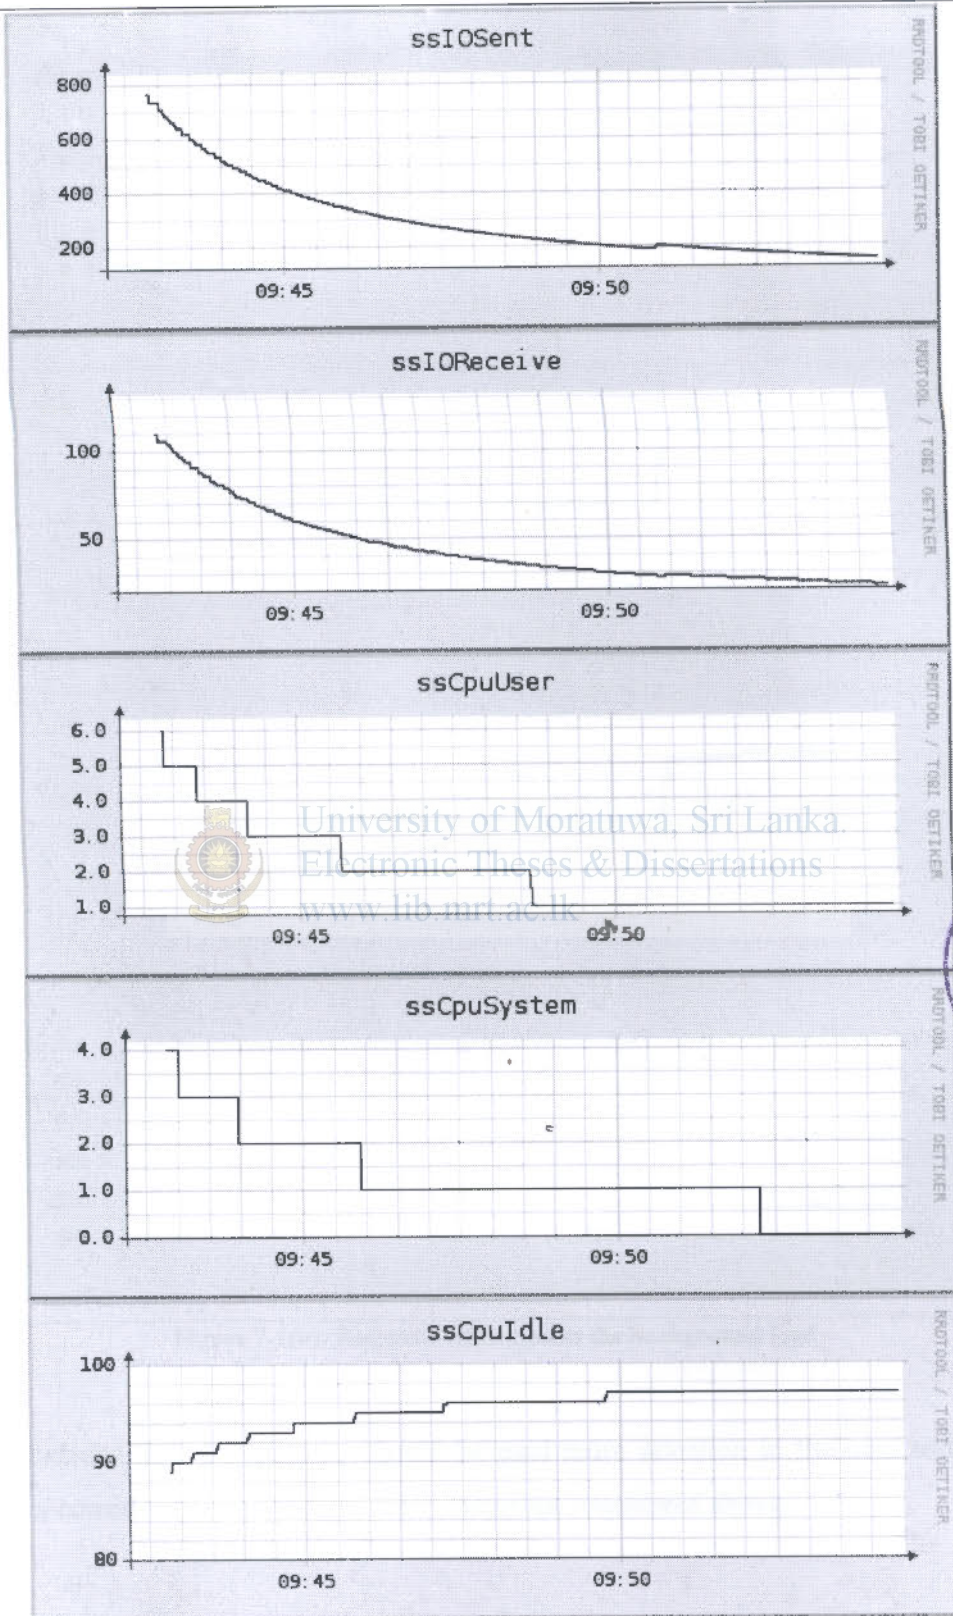 ssIOSent
RRDTOOL / TOBI OETIKER
800
600
400
200
09:45
09:50
ssIOReceive
RRDTOOL / TOBI OETIKER
100
50
09:45
09:50
ssCpuUser
RRDTOOL / TOBI OETIKER
6.0
5.0
4.0
3.0
2.0
1.0
University of Moratuwa, Sri Lanka.
Electronic Theses & Dissertations
www.lib.mrt.ac.lk
09:45
09:50
ssCpuSystem
RRDTOOL / TOBI OETIKER
4.0
3.0
2.0
1.0
0.0
09:45
09:50
ssCpuIdle
RRDTOOL / TOBI OETIKER
100
90
80
09:45
09:50